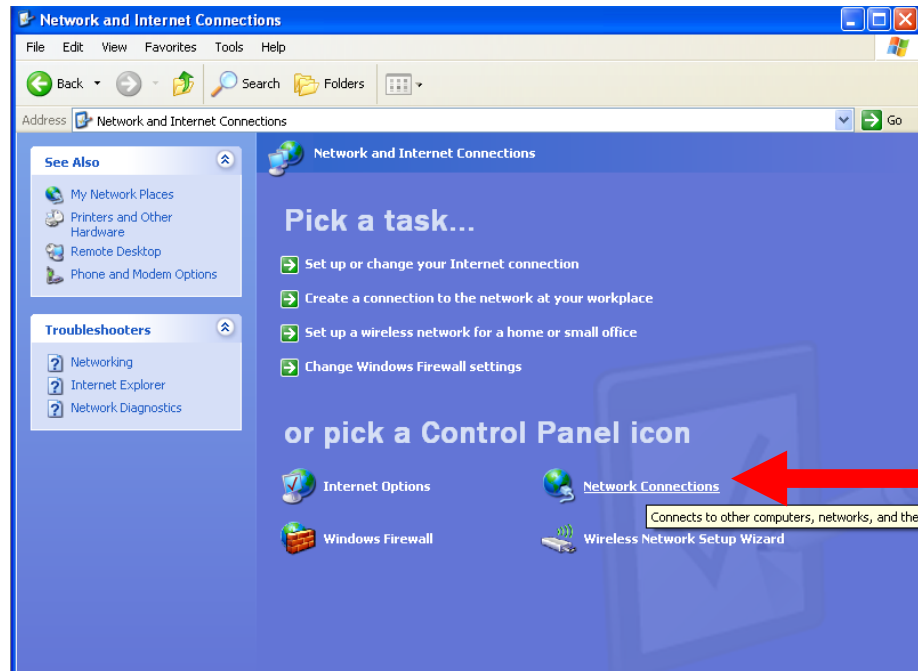 Network and Internet Connections
File Edit View Favorites Tools Help
Back Search Folders
Address Network and Internet Connections Go
See Also
My Network Places
Printers and Other
Hardware
Remote Desktop
Phone and Modem Options
Troubleshooters
Networking
Internet Explorer
Network Diagnostics
Network and Internet Connections
Pick a task...
Set up or change your Internet connection
Create a connection to the network at your workplace
Set up a wireless network for a home or small office
Change Windows Firewall settings
or pick a Control Panel icon
Internet Options
Network Connections
Connects to other computers, networks, and the
Windows Firewall
Wireless Network Setup Wizard